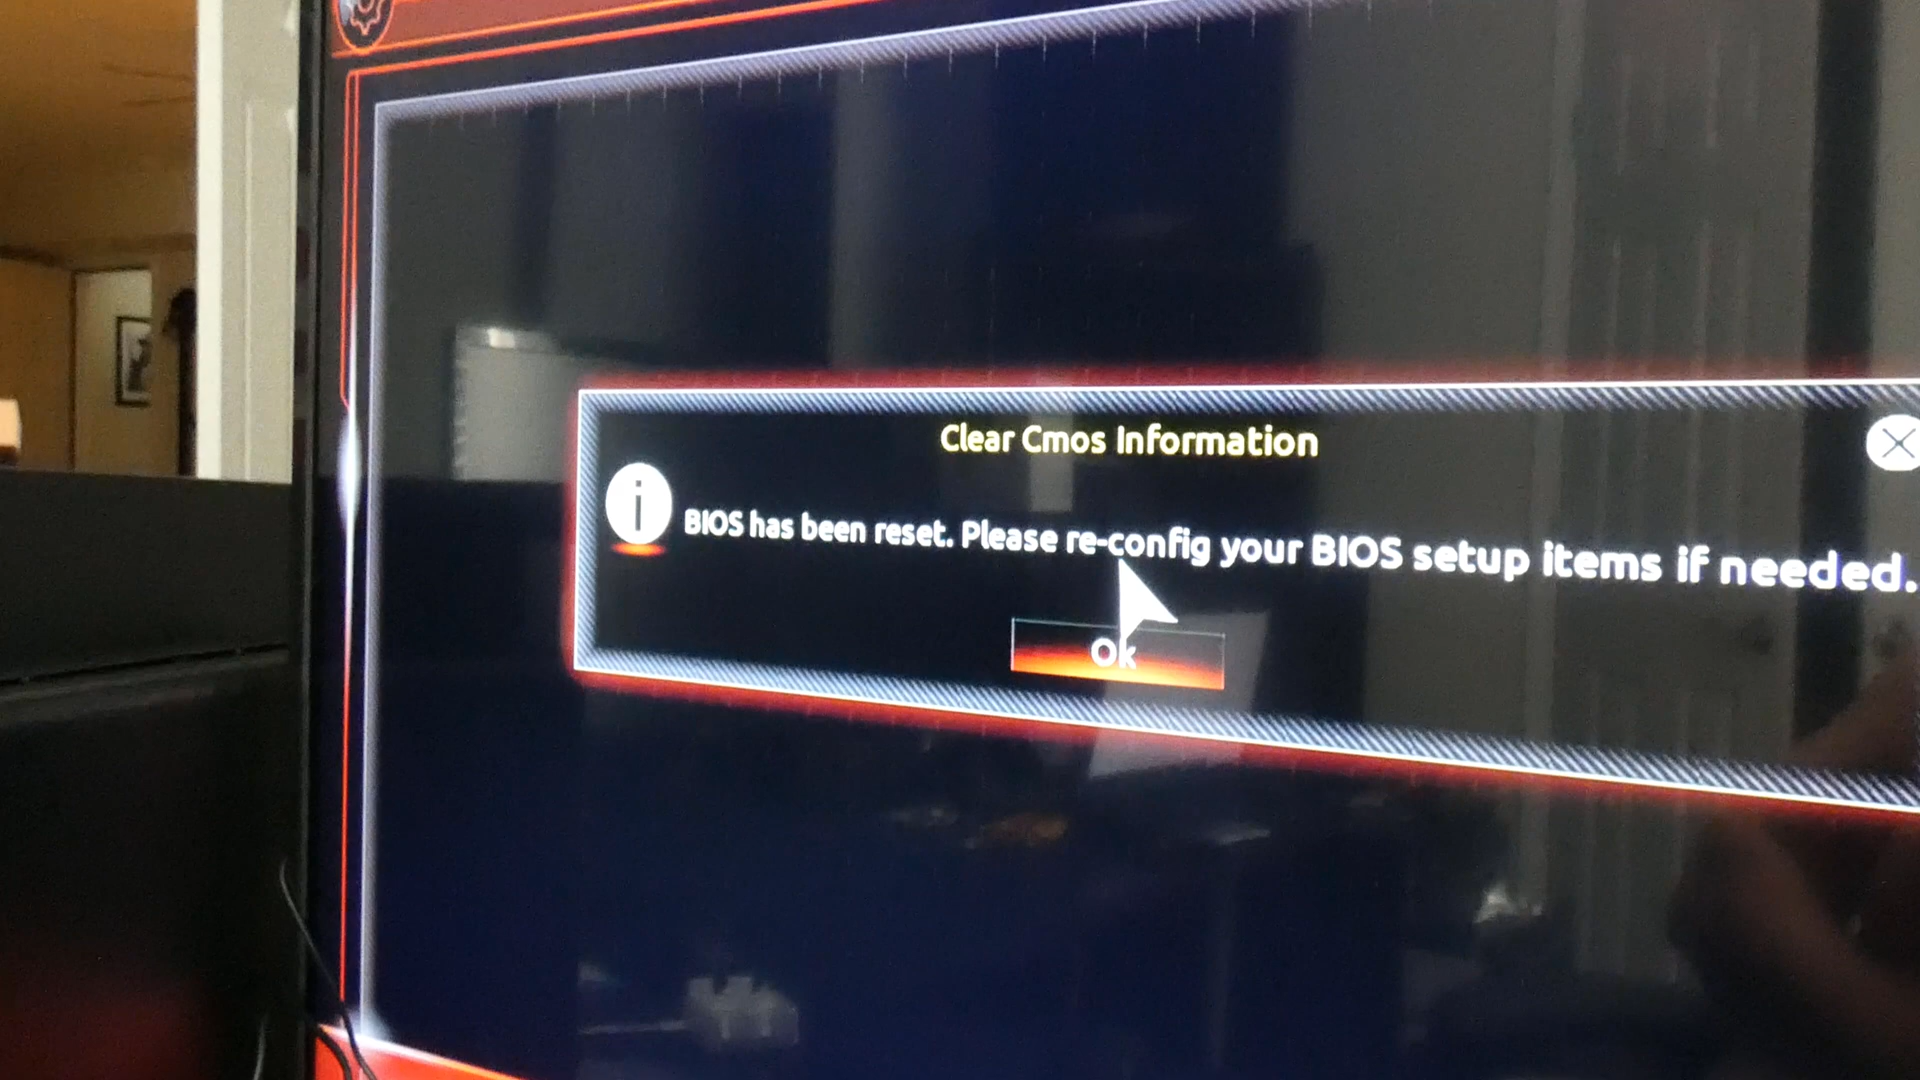 Clear Cmos Information
BIOS has been reset. Please re-config your BIOS setup items if needed.
Ok